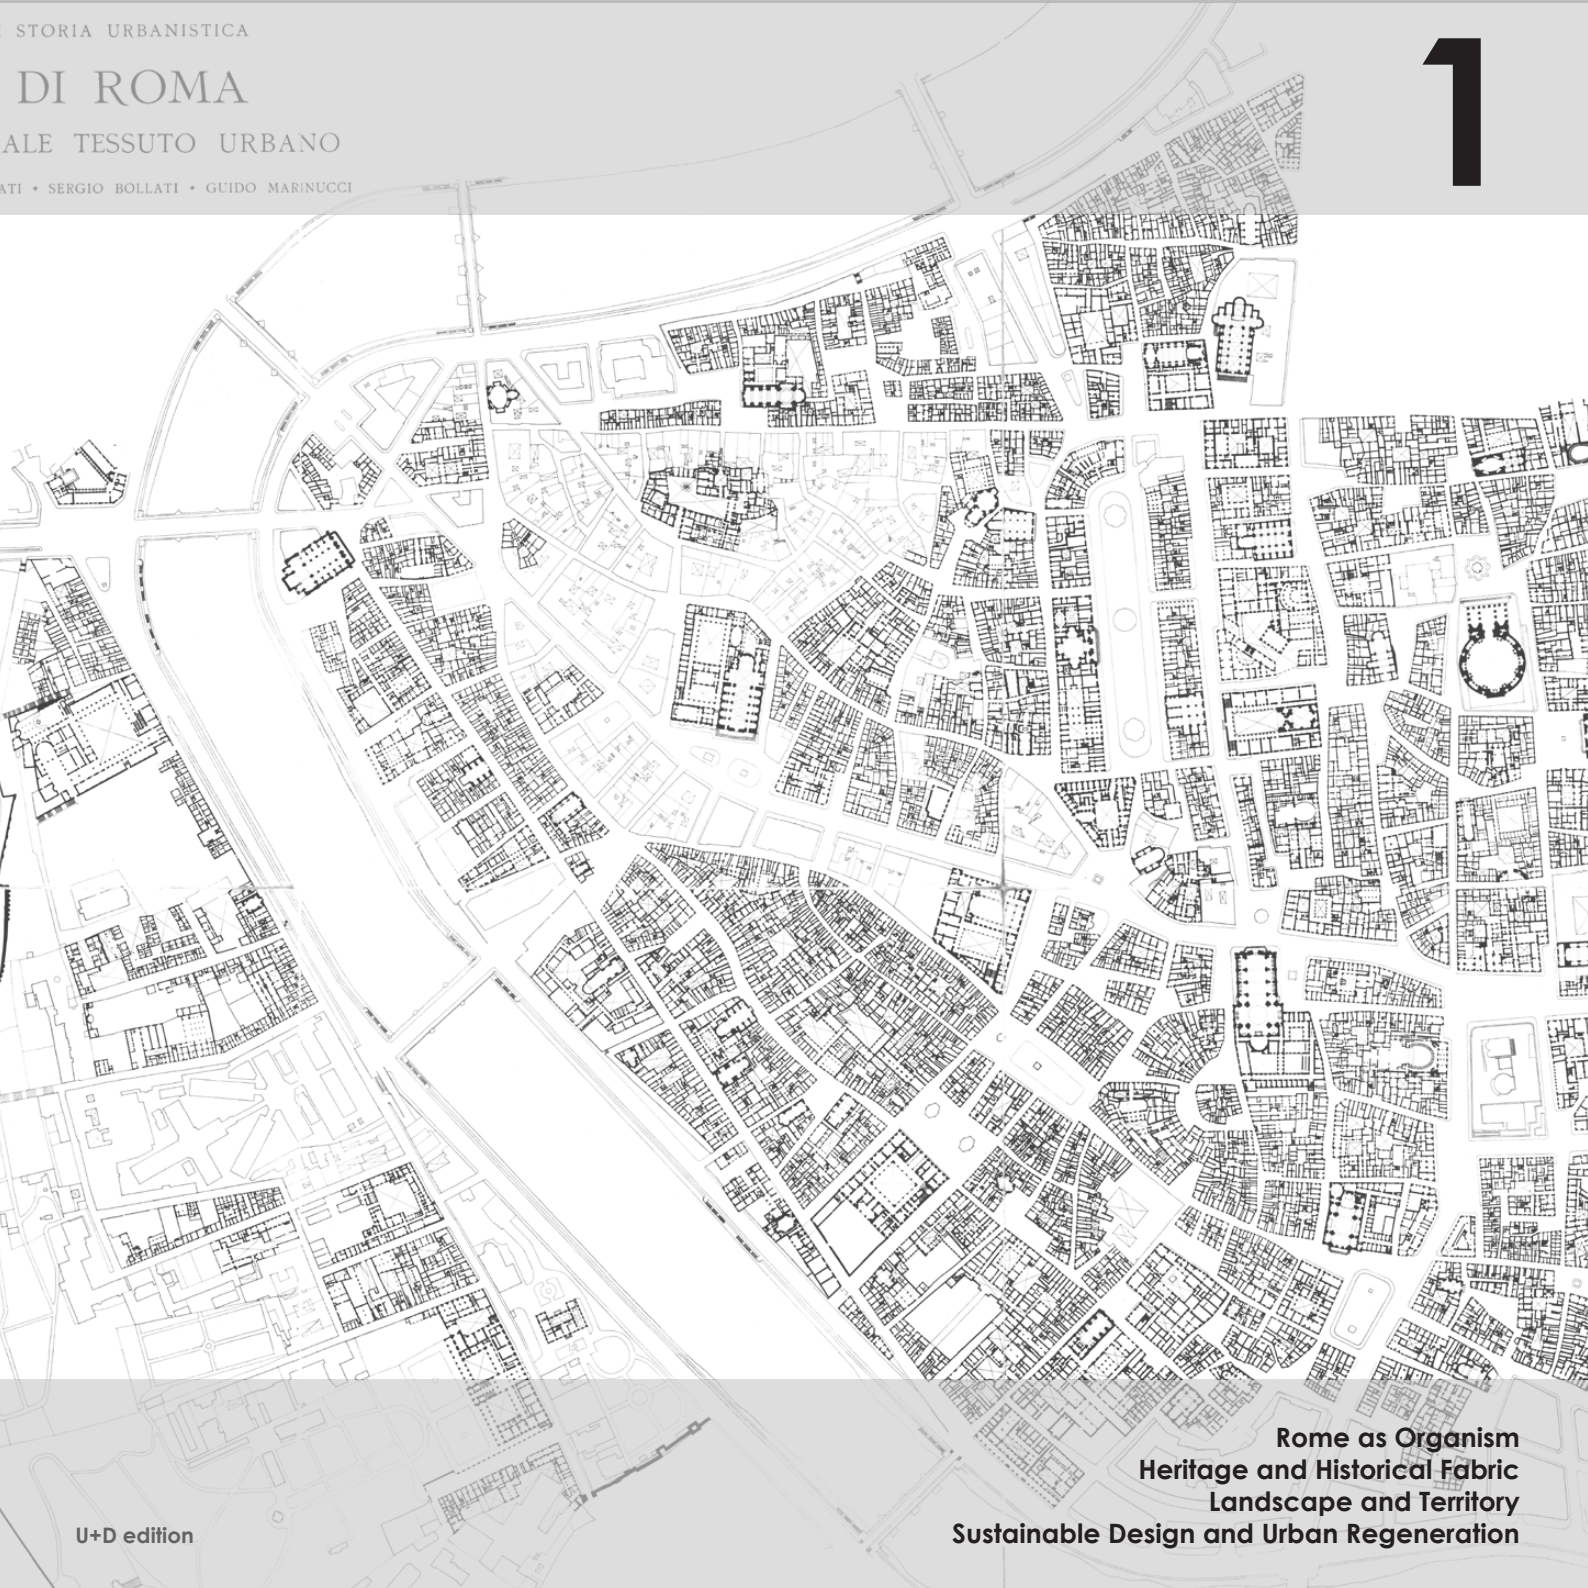 STORIA URBANISTICA
DI ROMA
ALE TESSUTO URBANO
ATI • SERGIO BOLLATI • GUIDO MARINUCCI
1
Rome as Organism
Heritage and Historical Fabric
Landscape and Territory
Sustainable Design and Urban Regeneration
U+D edition